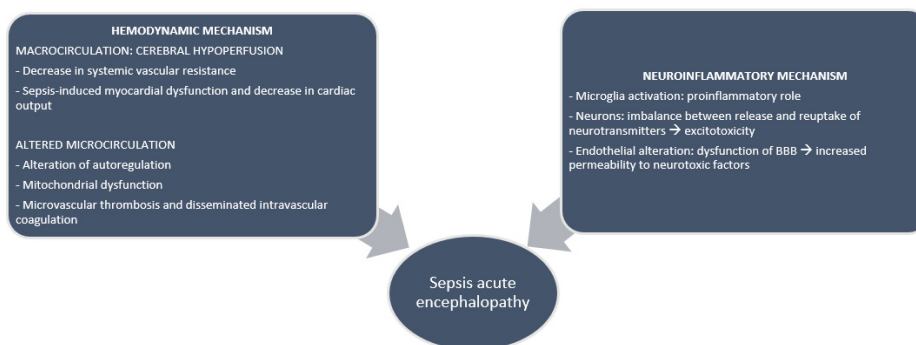 HEMODYNAMIC MECHANISM
MACROCIRCULATION: CEREBRAL HYPOPERFUSION
- Decrease in systemic vascular resistance
- Sepsis-induced myocardial dysfunction and decrease in cardiac
output
ALTERED MICROCIRCULATION
- Alteration of autoregulation
- Mitochondrial dysfunction
- Microvascular thrombosis and disseminated intravascular
coagulation
NEUROINFLAMMATORY MECHANISM
- Microglia activation: proinflammatory role
- Neurons: imbalance between release and reuptake of
neurotransmitters → excitotoxicity
- Endothelial alteration: dysfunction of BBB → increased
permeability to neurotoxic factors
Sepsis acute
encephalopathy